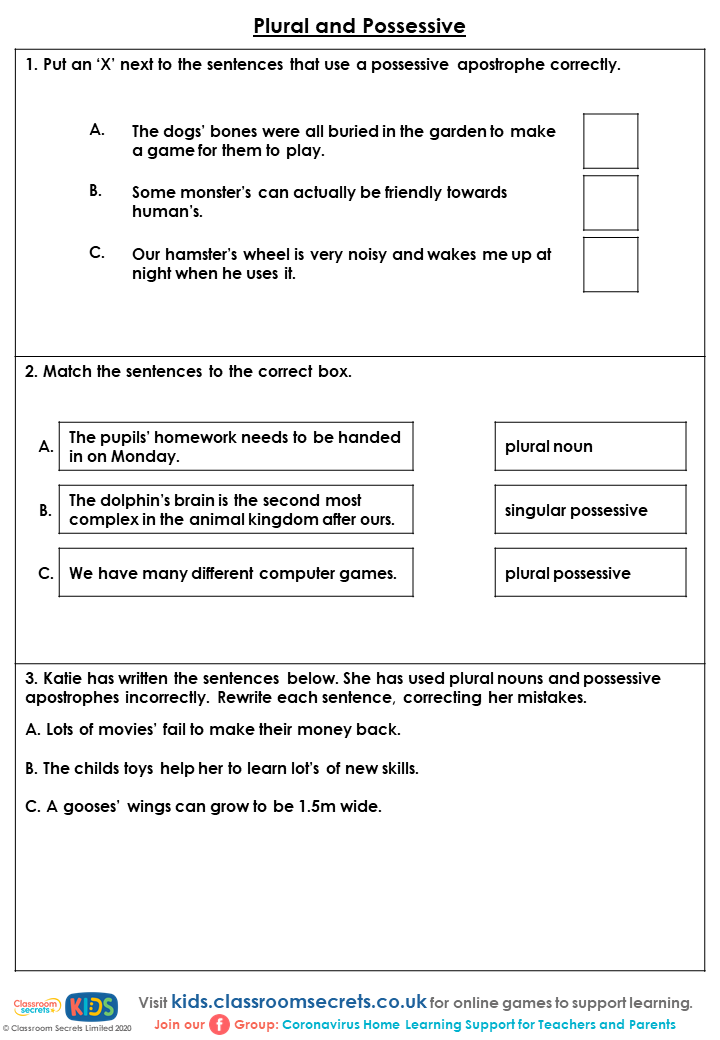 Plural and Possessive
1. Put an ‘X’ next to the sentences that use a possessive apostrophe correctly.
A. The dogs’ bones were all buried in the garden to make
a game for them to play.
B. Some monster’s can actually be friendly towards
human’s.
C. Our hamster’s wheel is very noisy and wakes me up at
night when he uses it.
2. Match the sentences to the correct box.
A. The pupils’ homework needs to be handed
in on Monday.
plural noun
B. The dolphin’s brain is the second most
complex in the animal kingdom after ours.
singular possessive
C. We have many different computer games.
plural possessive
3. Katie has written the sentences below. She has used plural nouns and possessive
apostrophes incorrectly. Rewrite each sentence, correcting her mistakes.
A. Lots of movies’ fail to make their money back.
B. The childs toys help her to learn lot’s of new skills.
C. A gooses’ wings can grow to be 1.5m wide.
Classroom
secrets
KIDS
© Classroom Secrets Limited 2020
Visit kids.classroomsecrets.co.uk for online games to support learning.
Join our f Group: Coronavirus Home Learning Support for Teachers and Parents